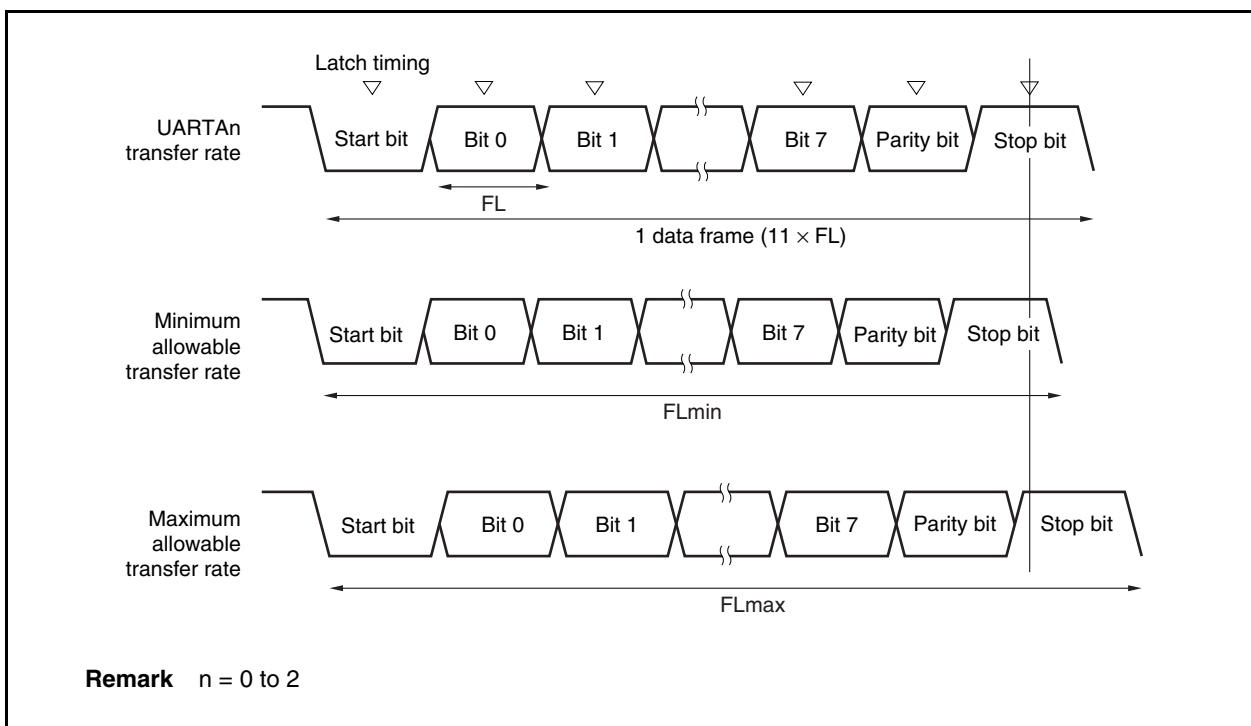 Latch timing
UARTAn
transfer rate
Start bit
Bit 0
Bit 1
Bit 7
Parity bit
Stop bit
FL
1 data frame (11 × FL)
Minimum
allowable
transfer rate
Start bit
Bit 0
Bit 1
Bit 7
Parity bit
Stop bit
FLmin
Maximum
allowable
transfer rate
Start bit
Bit 0
Bit 1
Bit 7
Parity bit
Stop bit
FLmax
Remark n = 0 to 2